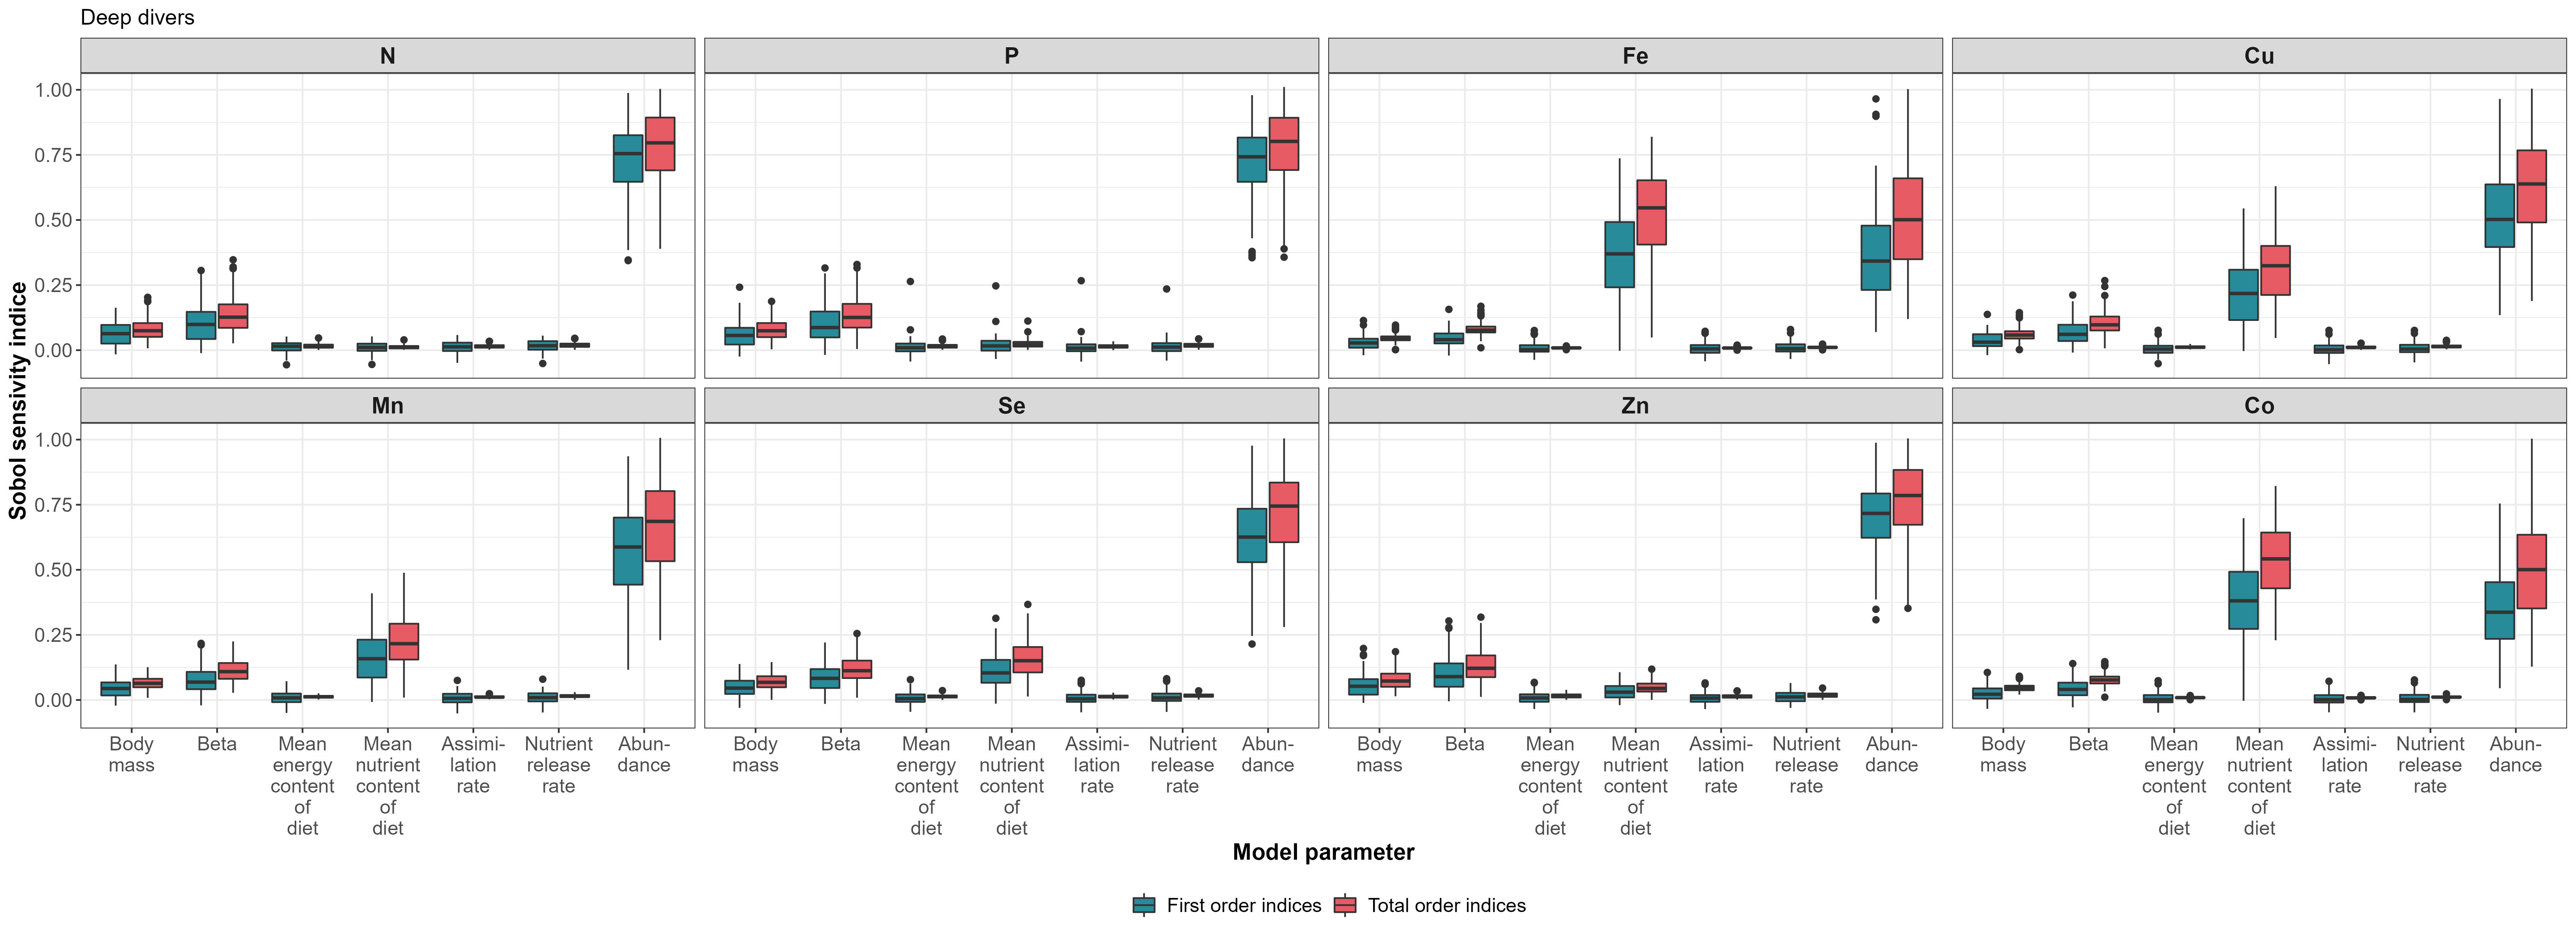 Deep divers
N P Fe Cu
1.00
0.75
0.50
0.25
0.00
Mn Se Zn Co
1.00
0.75
0.50
0.25
0.00
Sobol sensitivity indice
Body Beta Mean Mean Assimi- Nutrient Abun- Body Beta Mean Mean Assimi- Nutrient Abun- Body Beta Mean Mean Assimi- Nutrient Abun- Body Beta Mean Mean Assimi- Nutrient Abun-
mass energy nutrient lation release dance mass energy nutrient lation release dance mass energy nutrient lation release dance mass energy nutrient lation release dance
content content rate rate content content rate rate content content rate rate content content rate rate
of of of of of of of of
diet diet diet diet diet diet diet diet
Model parameter
First order indices Total order indices